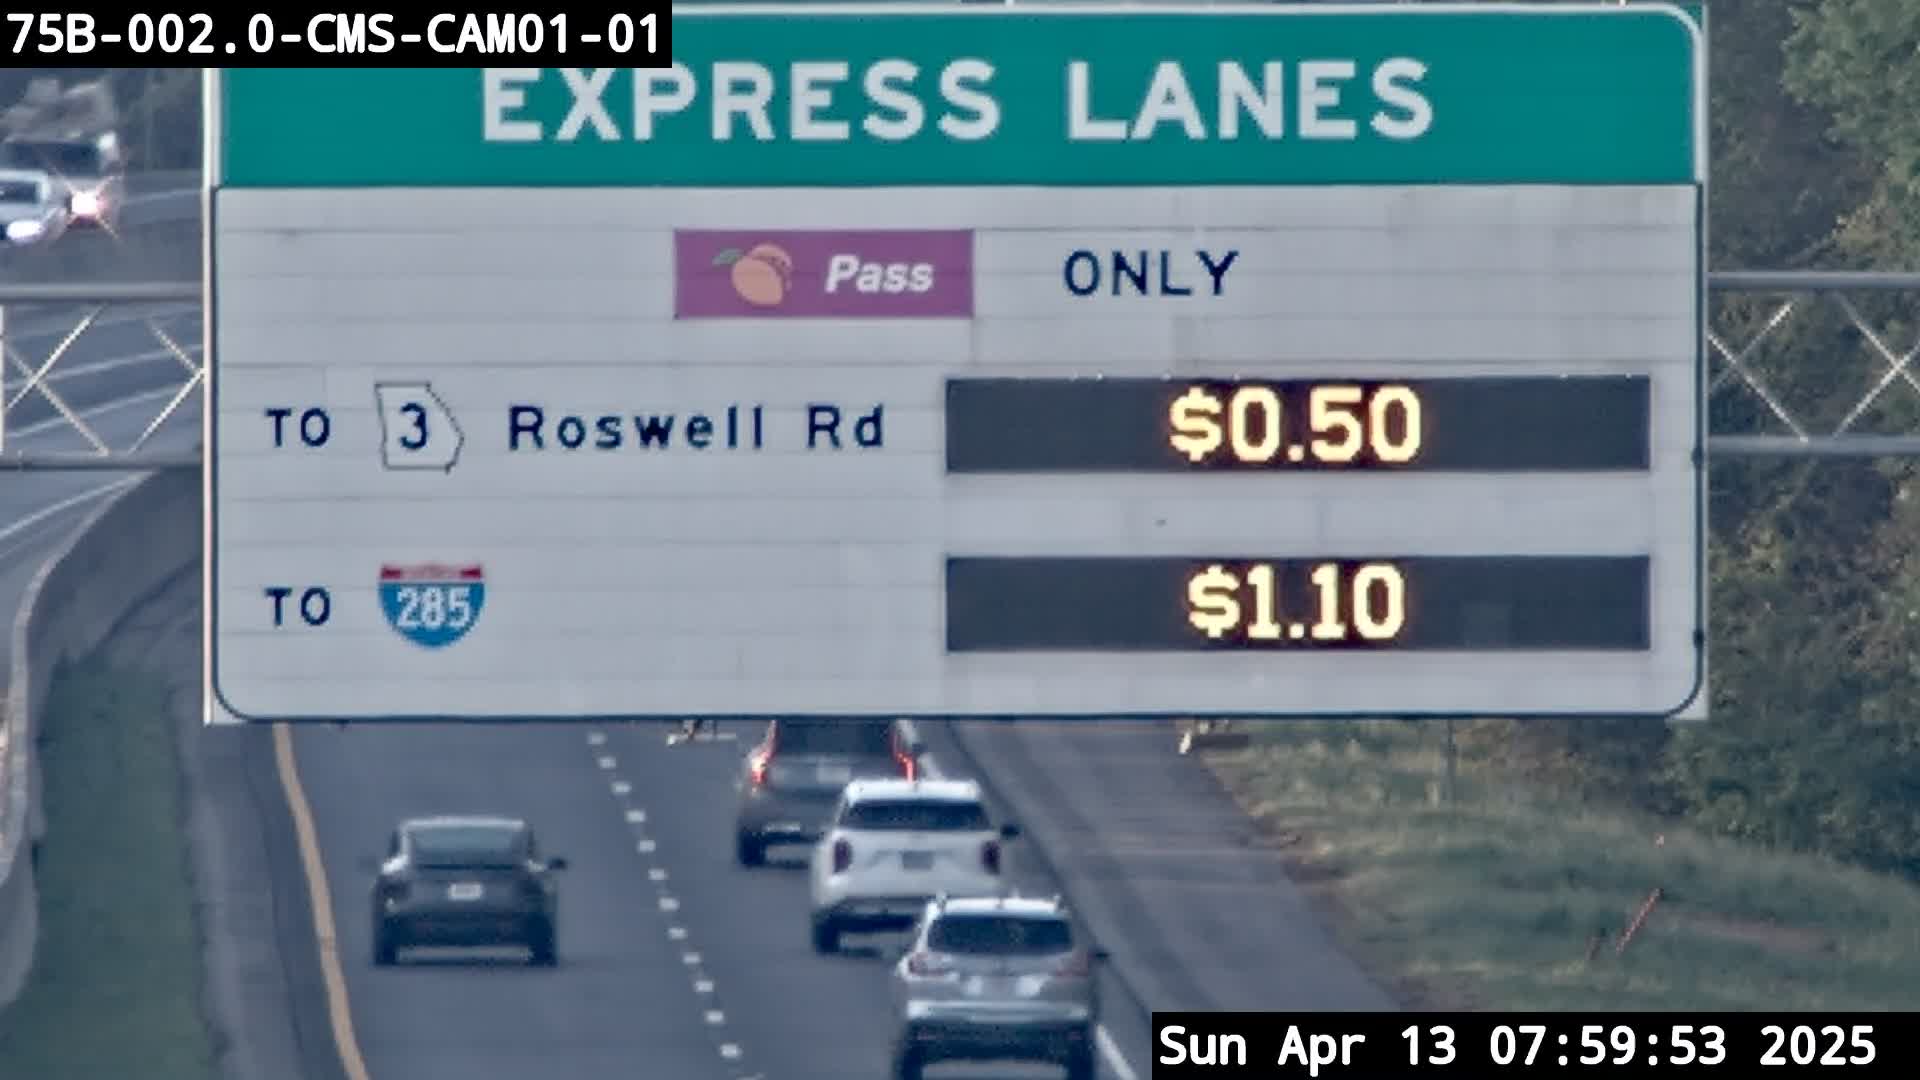 75B-002.0-CMS-CAM01-01
EXPRESS LANES
Pass ONLY
TO 3 Roswell Rd $0.50
TO 285 $1.10
Sun Apr 13 07:59:53 2025